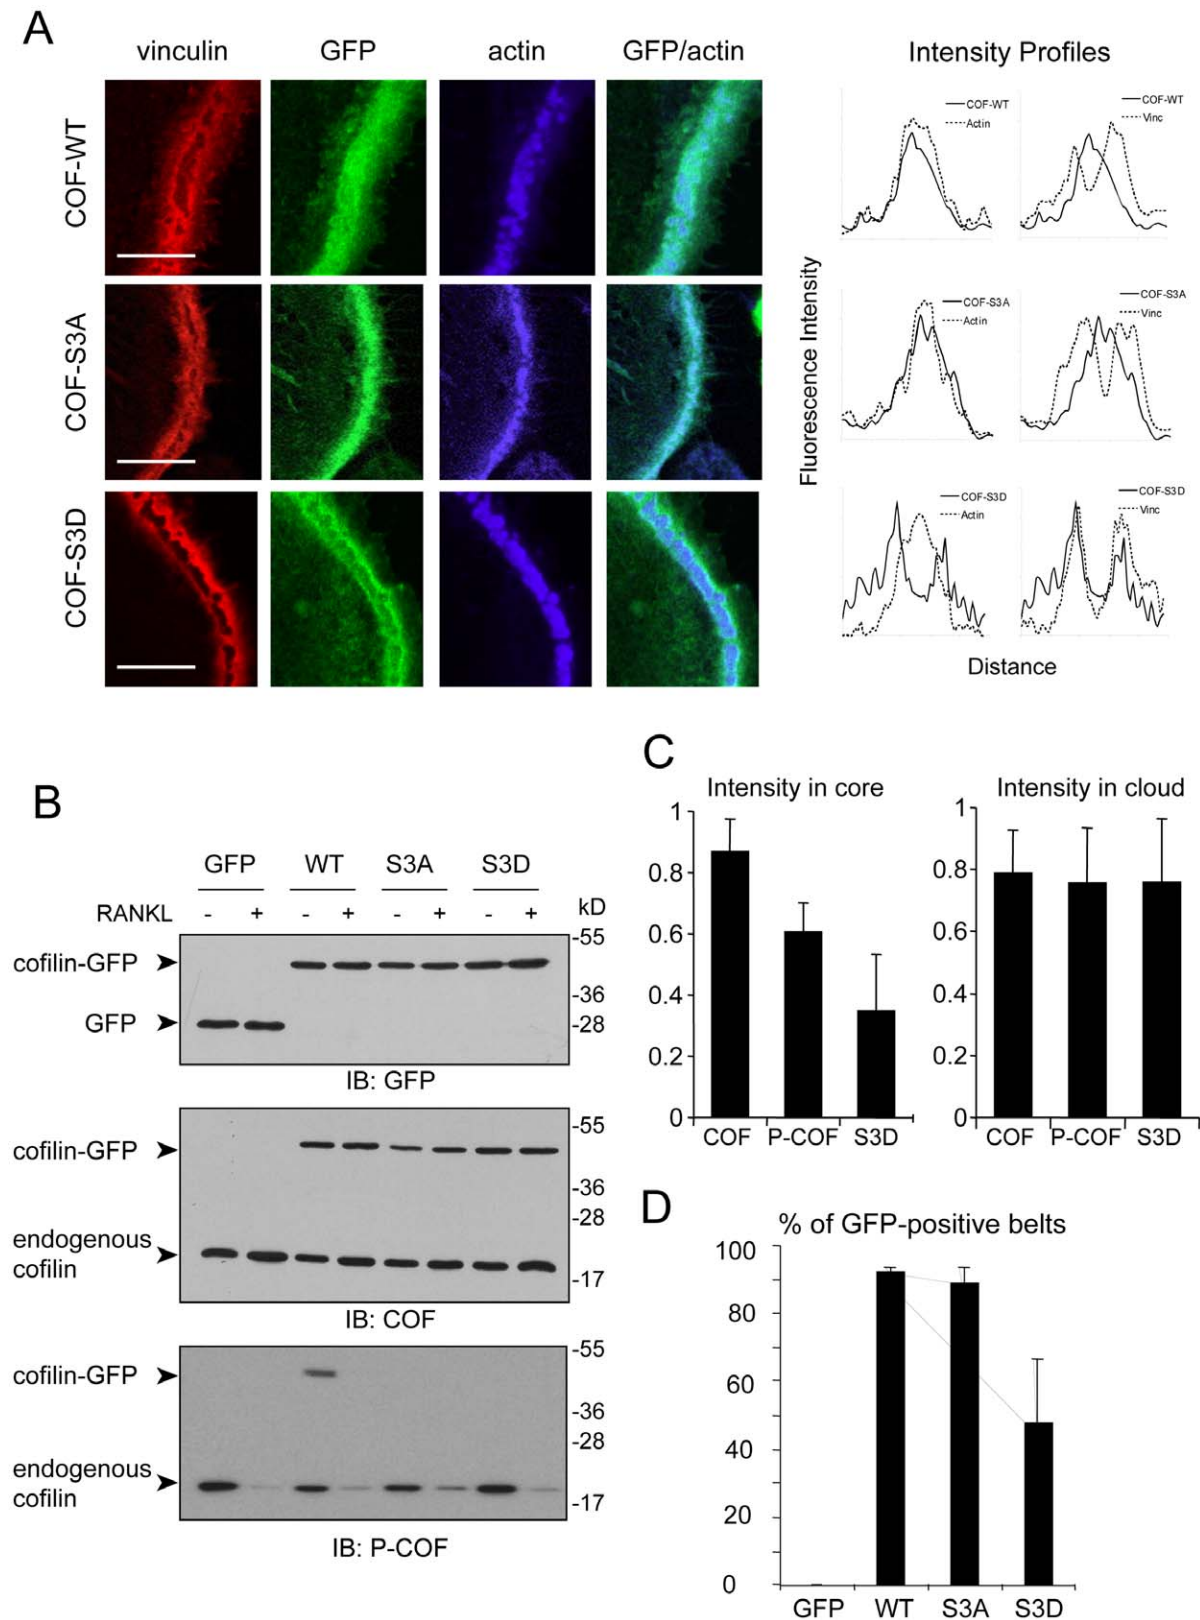 A
vinculin GFP actin GFP/actin Intensity Profiles
COF-WT
COF-S3A
COF-S3D
Fluorescence Intensity
COF-WT
Actin
COF-WT
Vinc
COF-S3A
Actin
COF-S3A
Vinc
COF-S3D
Actin
COF-S3D
Vinc
Distance
B
GFP WT S3A S3D
RANKL - + - + - + - + kD
cofilin-GFP
GFP
-55
-36
-28
IB: GFP
cofilin-GFP
endogenous
cofilin
-55
-36
-28
-17
IB: COF
cofilin-GFP
endogenous
cofilin
-55
-36
-28
-17
IB: P-COF
C
Intensity in core
1
0.8
0.6
0.4
0.2
0
COF P-COF S3D
Intensity in cloud
1
0.8
0.6
0.4
0.2
0
COF P-COF S3D
D
% of GFP-positive belts
100
80
60
40
20
0
GFP WT S3A S3D